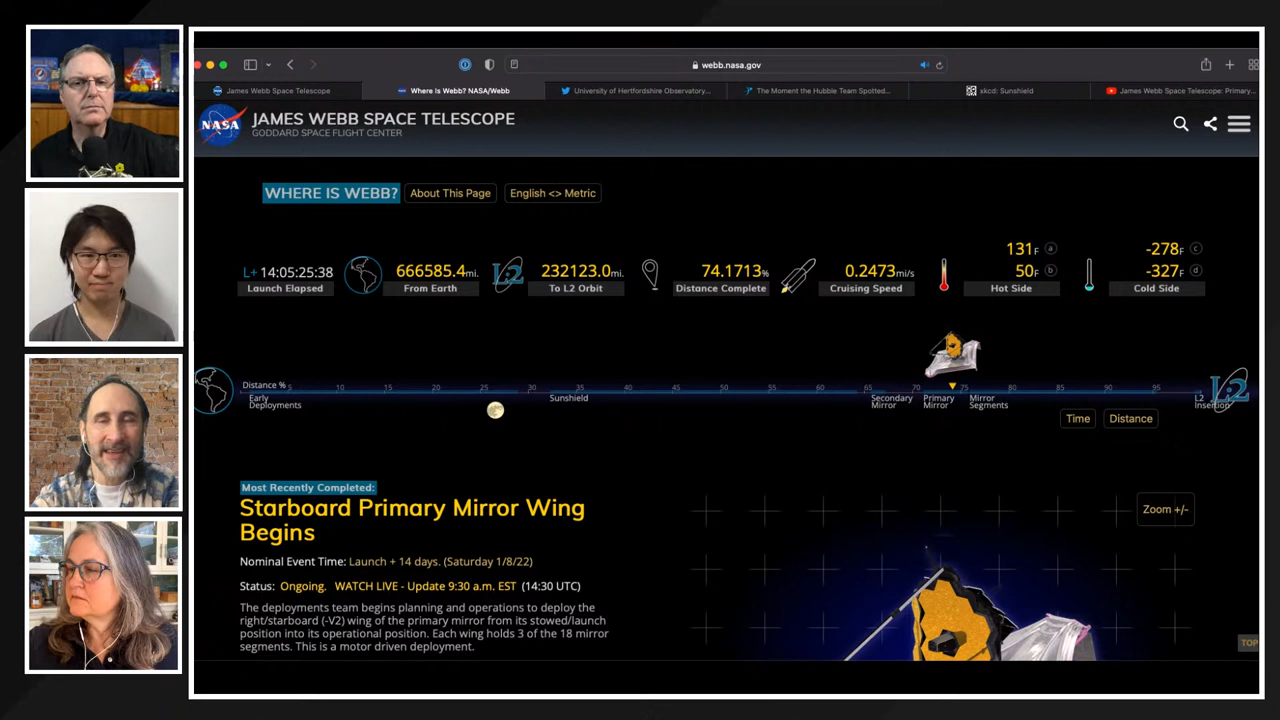 webb.nasa.gov
James Webb Space Telescope
Where Is Webb? NASA/Webb
University of Hertfordshire Observatory...
The Moment the Hubble Team Spotted...
xkcd: Sunshield
James Webb Space Telescope: Primary...
NASA
JAMES WEBB SPACE TELESCOPE
GODDARD SPACE FLIGHT CENTER
WHERE IS WEBB? About This Page English <> Metric
131F a -278F c
L+ 14:05:25:38 666585.4mi. L2 232123.0mi. 74.1713% 0.2473mi/s 50F b -327F d
Launch Elapsed From Earth To L2 Orbit Distance Complete Cruising Speed Hot Side Cold Side
Distance % 5 10 15 20 25 30 35 40 45 50 55 60 65 70 75 80 85 90 95 L2
Early Deployments
Sunshield
Secondary Mirror
Primary Mirror
Mirror Segments
L2 Insertion
Time Distance
Most Recently Completed:
Starboard Primary Mirror Wing
Begins
Zoom +/-
Nominal Event Time: Launch + 14 days. (Saturday 1/8/22)
Status: Ongoing. WATCH LIVE - Update 9:30 a.m. EST (14:30 UTC)
The deployments team begins planning and operations to deploy the
right/starboard (-V2) wing of the primary mirror from its stowed/launch
position into its operational position. Each wing holds 3 of the 18 mirror
segments. This is a motor driven deployment.
TOP